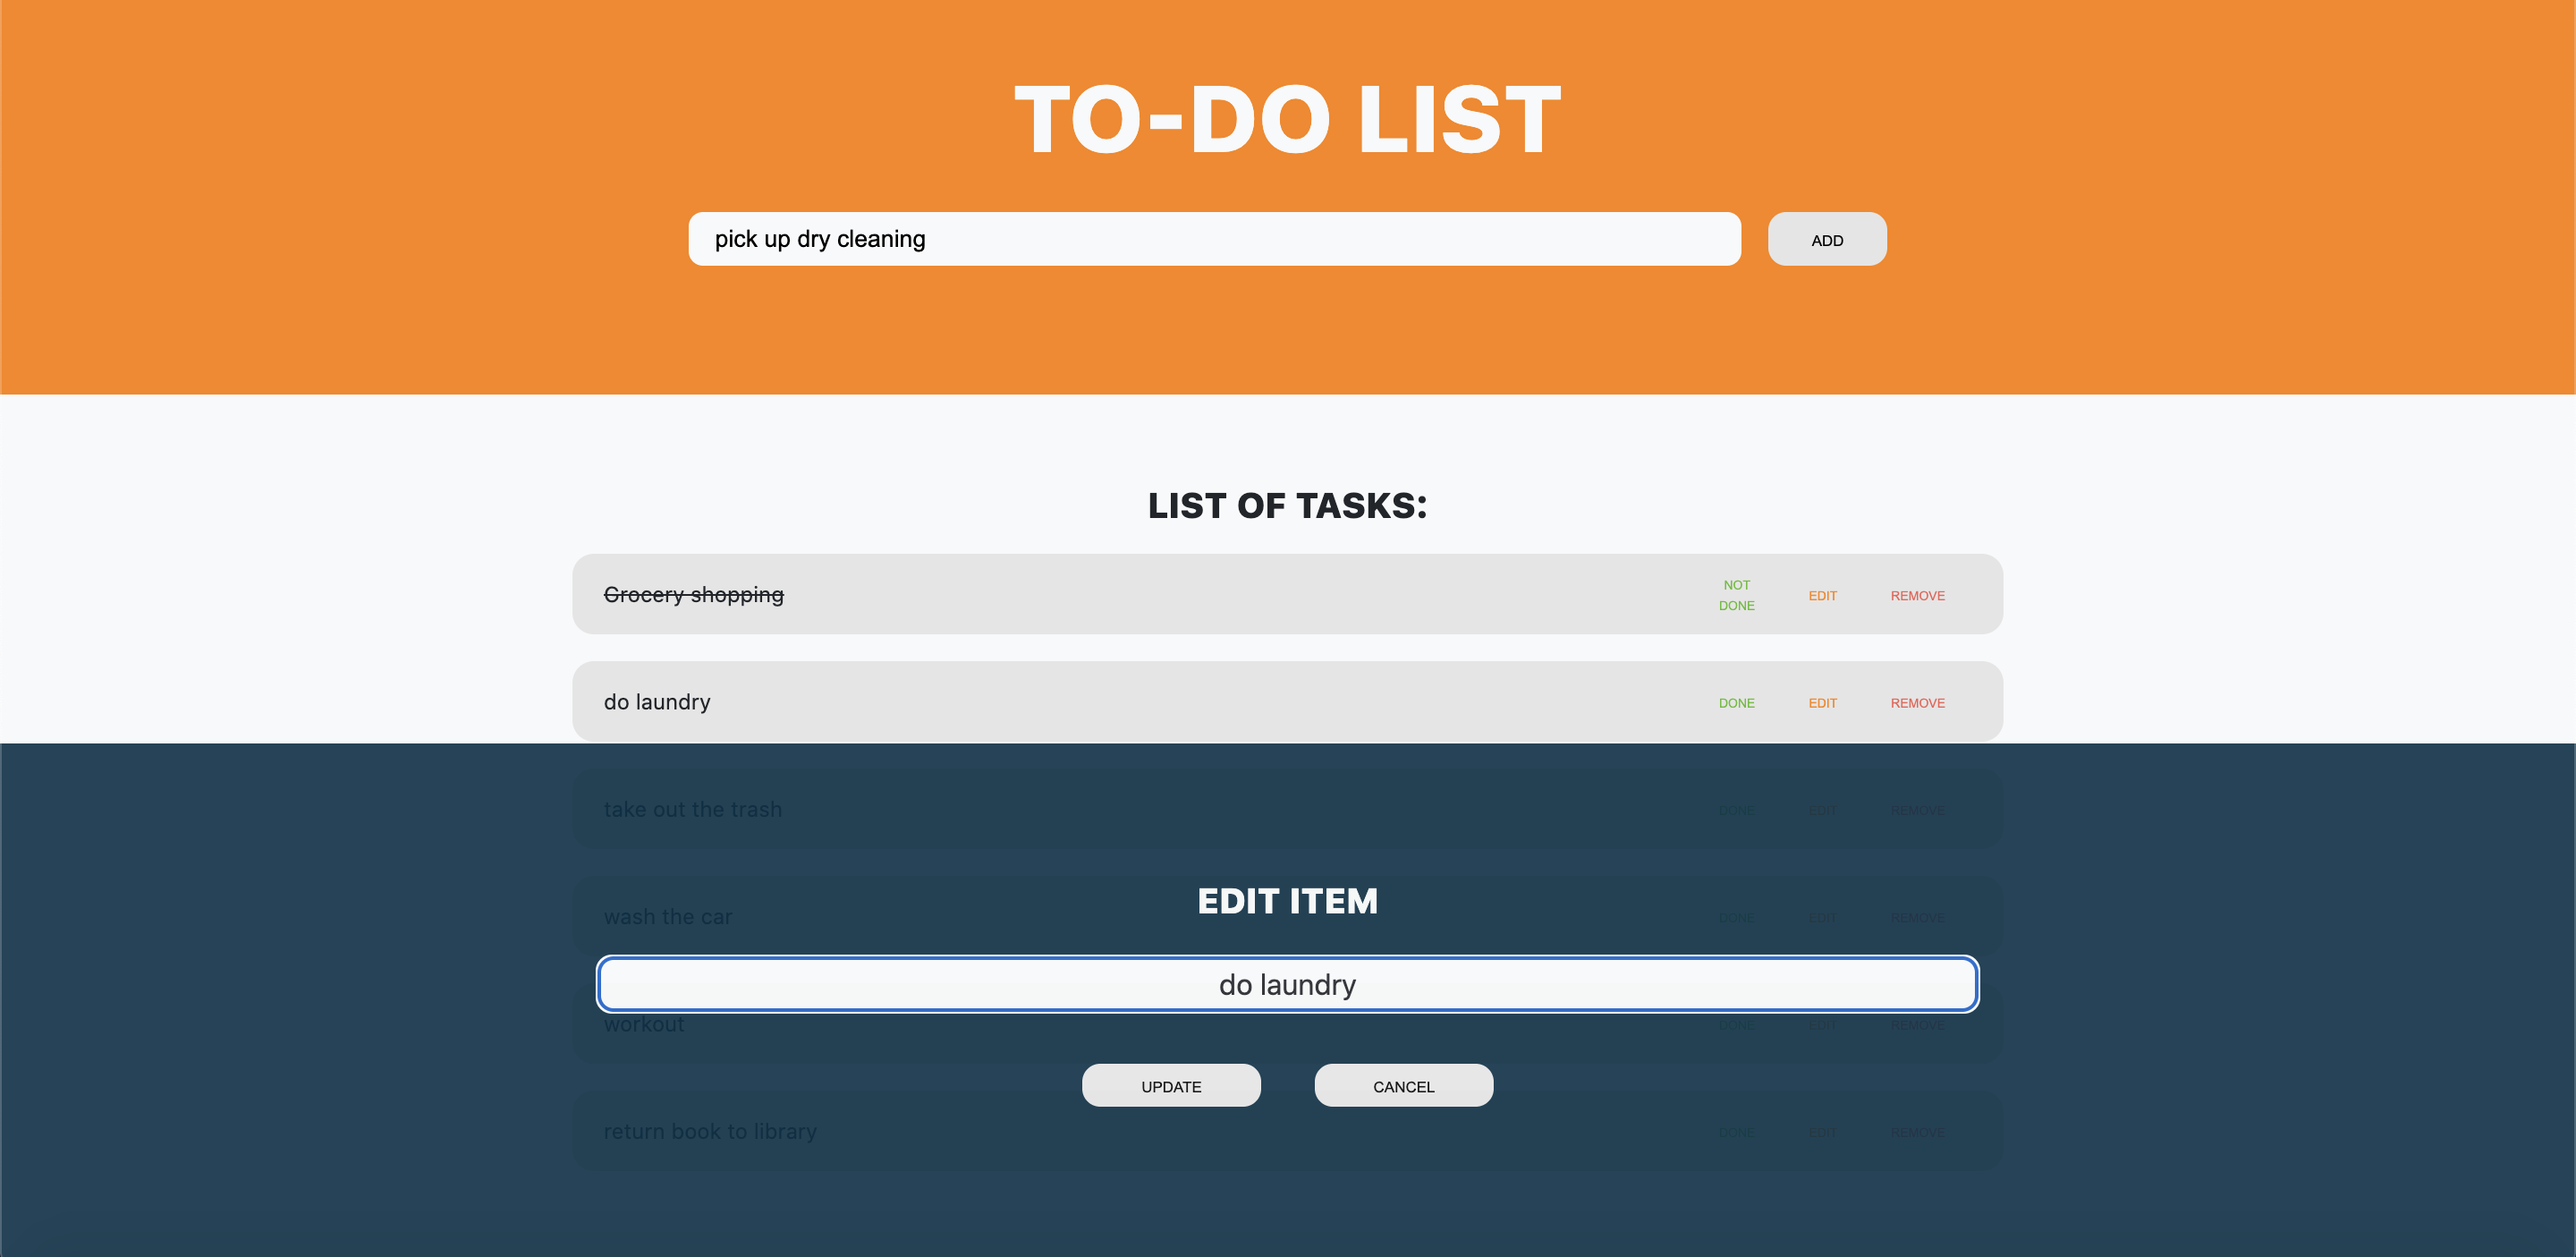 TO-DO LIST
pick up dry cleaning ADD
LIST OF TASKS:
Grocery shopping NOT DONE EDIT REMOVE
do laundry DONE EDIT REMOVE
take out the trash DONE EDIT REMOVE
wash the car DONE EDIT REMOVE
EDIT ITEM
do laundry
workout DONE EDIT REMOVE
UPDATE CANCEL
return book to library DONE EDIT REMOVE